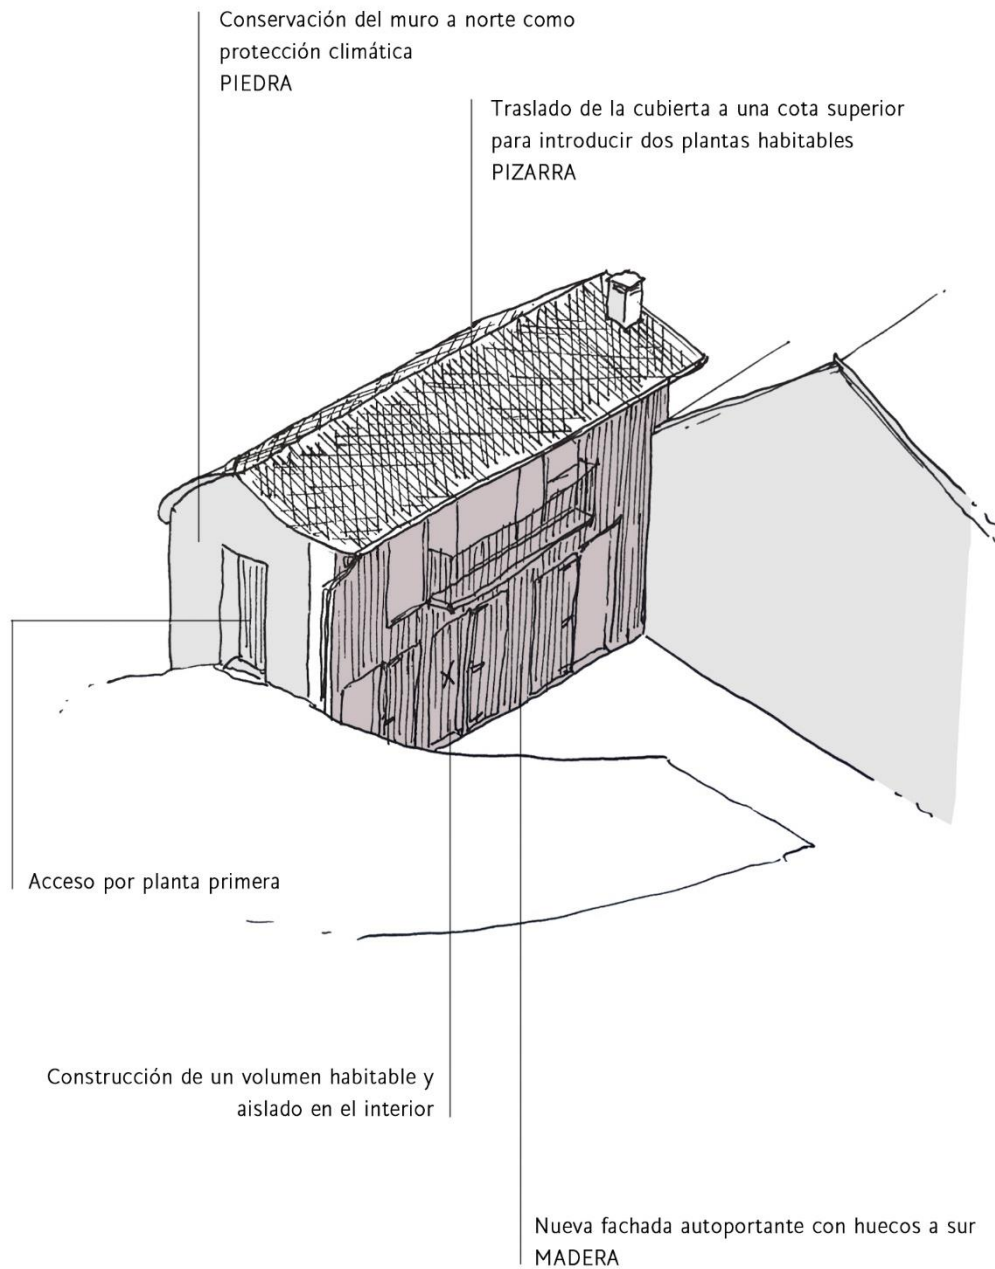 Conservación del muro a norte como
protección climática
PIEDRA
Traslado de la cubierta a una cota superior
para introducir dos plantas habitables
PIZARRA
Acceso por planta primera
Construcción de un volumen habitable y
aislado en el interior
Nueva fachada autoportante con huecos a sur
MADERA